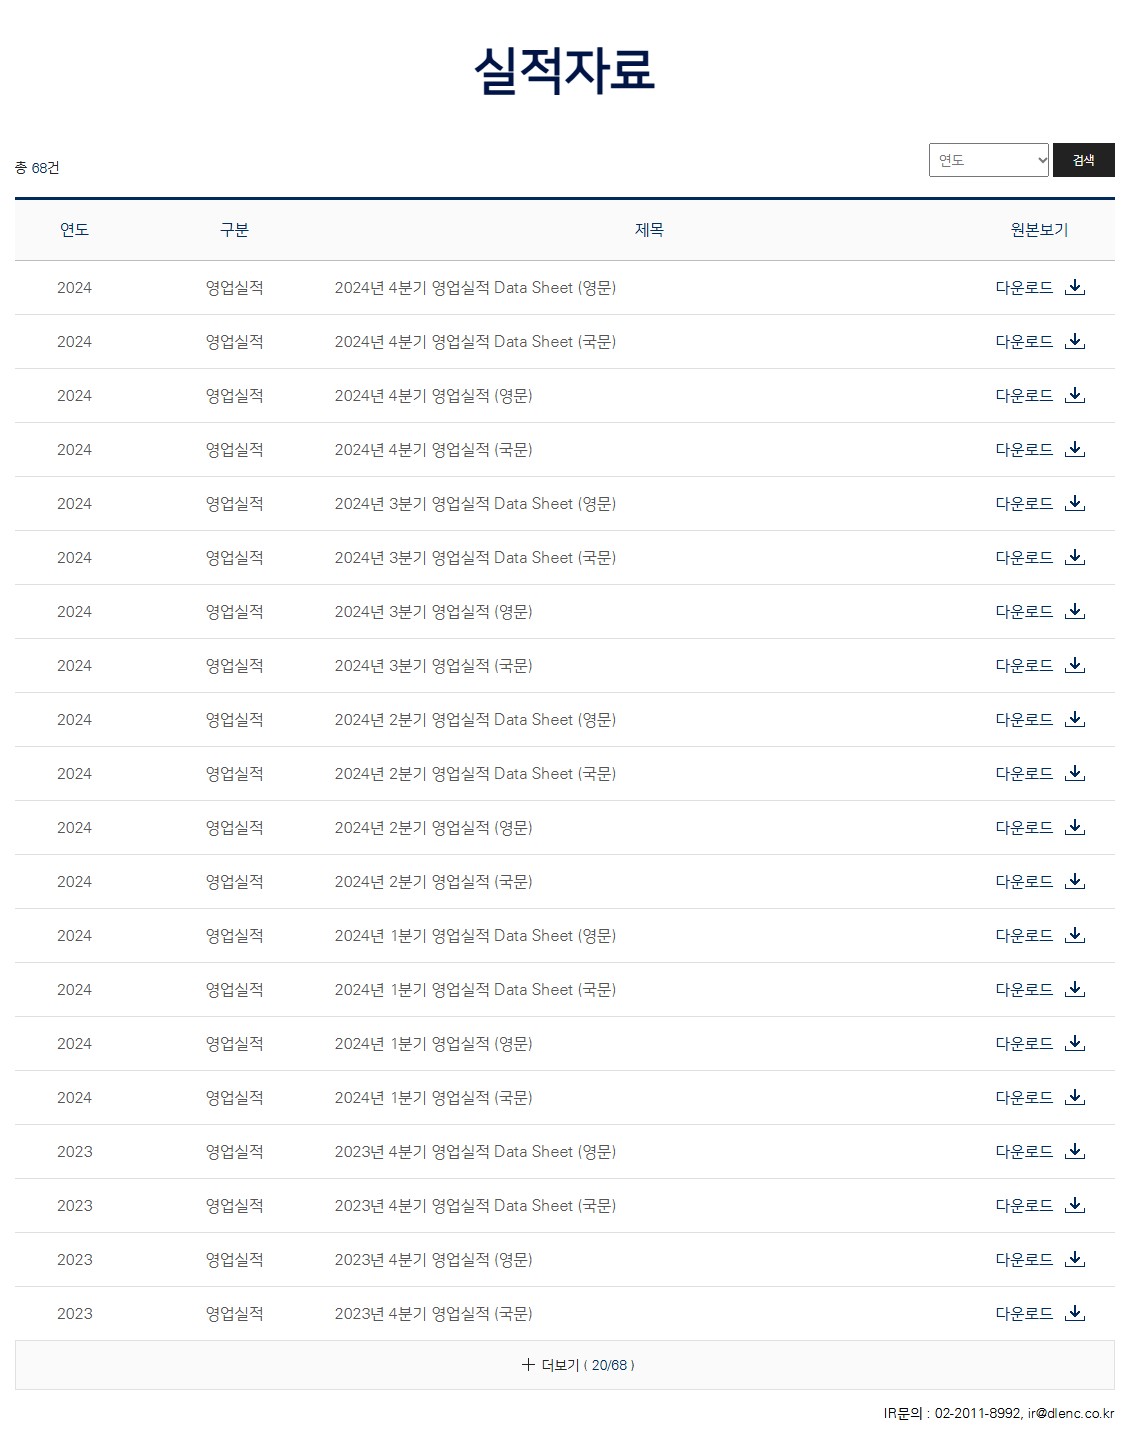 실적자료
총 68건
연도 검색
연도 구분 제목 원본보기
2024 영업실적 2024년 4분기 영업실적 Data Sheet (영문) 다운로드
2024 영업실적 2024년 4분기 영업실적 Data Sheet (국문) 다운로드
2024 영업실적 2024년 4분기 영업실적 (영문) 다운로드
2024 영업실적 2024년 4분기 영업실적 (국문) 다운로드
2024 영업실적 2024년 3분기 영업실적 Data Sheet (영문) 다운로드
2024 영업실적 2024년 3분기 영업실적 Data Sheet (국문) 다운로드
2024 영업실적 2024년 3분기 영업실적 (영문) 다운로드
2024 영업실적 2024년 3분기 영업실적 (국문) 다운로드
2024 영업실적 2024년 2분기 영업실적 Data Sheet (영문) 다운로드
2024 영업실적 2024년 2분기 영업실적 Data Sheet (국문) 다운로드
2024 영업실적 2024년 2분기 영업실적 (영문) 다운로드
2024 영업실적 2024년 2분기 영업실적 (국문) 다운로드
2024 영업실적 2024년 1분기 영업실적 Data Sheet (영문) 다운로드
2024 영업실적 2024년 1분기 영업실적 Data Sheet (국문) 다운로드
2024 영업실적 2024년 1분기 영업실적 (영문) 다운로드
2024 영업실적 2024년 1분기 영업실적 (국문) 다운로드
2023 영업실적 2023년 4분기 영업실적 Data Sheet (영문) 다운로드
2023 영업실적 2023년 4분기 영업실적 Data Sheet (국문) 다운로드
2023 영업실적 2023년 4분기 영업실적 (영문) 다운로드
2023 영업실적 2023년 4분기 영업실적 (국문) 다운로드
더보기 ( 20/68 )
IR문의 : 02-2011-8992, ir@dlenc.co.kr